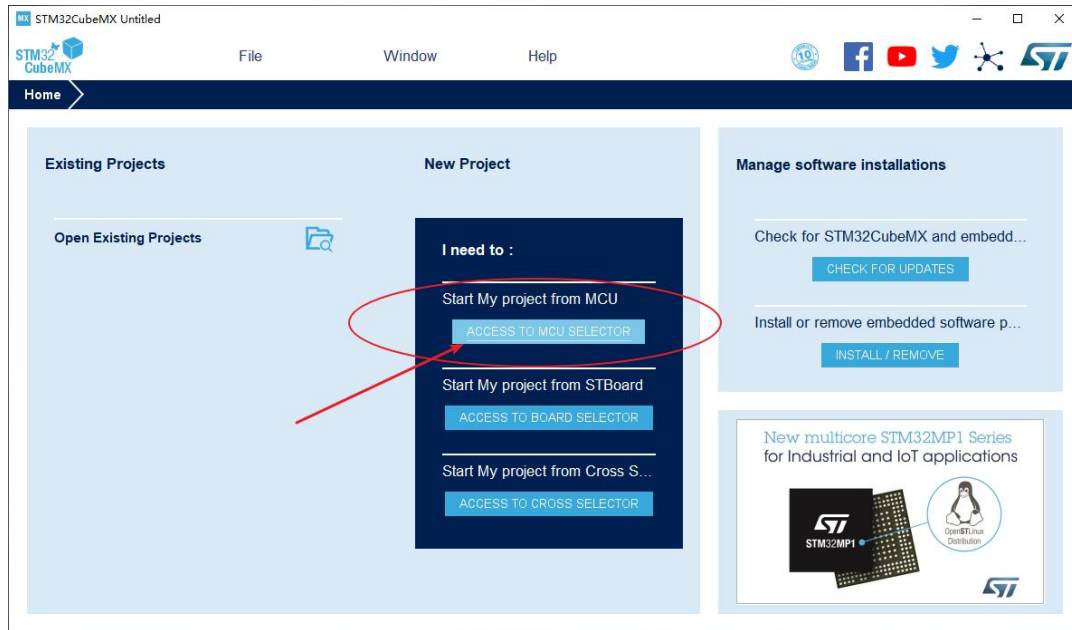 MX STM32CubeMX Untitled
STM32
CubeMX
File
Window
Help
10
Home
Existing Projects
New Project
Manage software installations
Open Existing Projects
I need to :
Start My project from MCU
ACCESS TO MCU SELECTOR
Start My project from STBoard
ACCESS TO BOARD SELECTOR
Start My project from Cross S...
ACCESS TO CROSS SELECTOR
Check for STM32CubeMX and embedd...
CHECK FOR UPDATES
Install or remove embedded software p...
INSTALL / REMOVE
New multicore STM32MP1 Series
for Industrial and IoT applications
STM32MP1
OpenSTLinux
Distribution